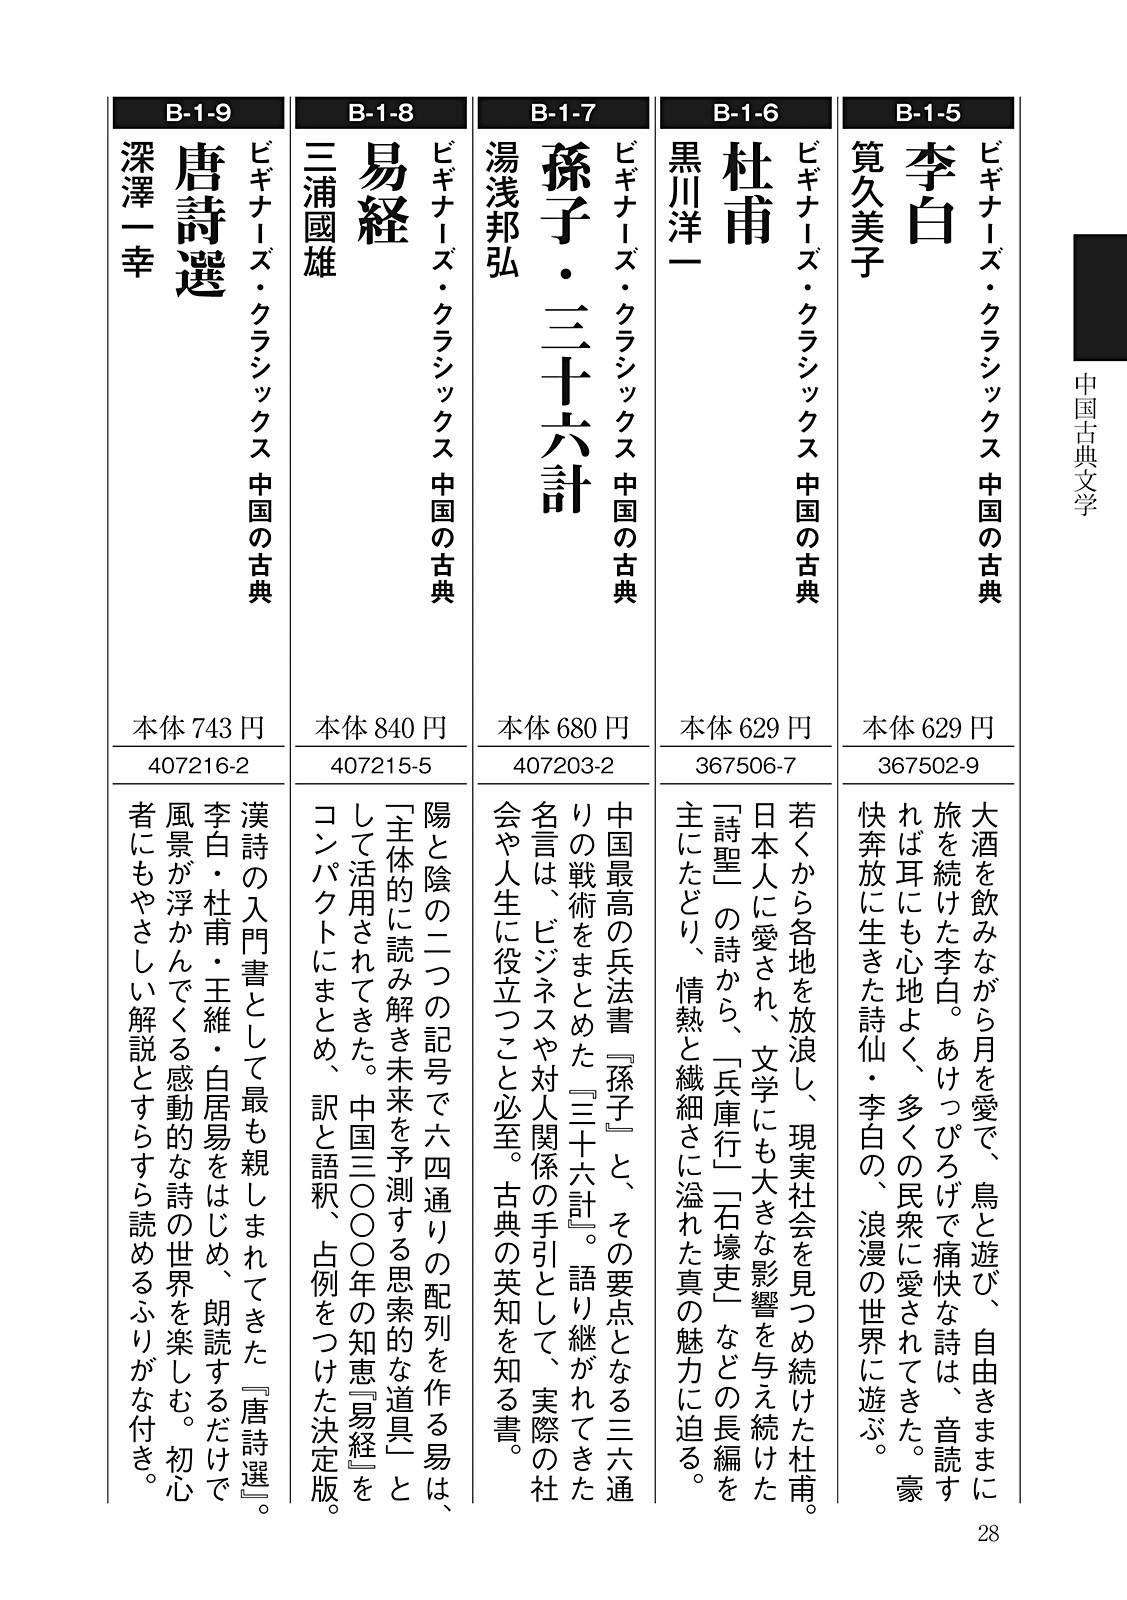 中国古典文学
B-1-5
ビギナーズ・クラシックス 中国の古典
李白
筧久美子
本体 629 円
367502-9
大酒を飲みながら月を愛で、鳥と遊び、自由きままに
旅を続けた李白。あけっぴろげで痛快な詩は、音読す
れば耳にも心地よく、多くの民衆に愛されてきた。豪
快奔放に生きた詩仙・李白の、浪漫の世界に遊ぶ。
B-1-6
ビギナーズ・クラシックス 中国の古典
杜甫
黒川洋一
本体 629 円
367506-7
若くから各地を放浪し、現実社会を見つめ続けた杜甫。
日本人に愛され、文学にも大きな影響を与え続けた
「詩聖」の詩から、「兵庫行」「石壕吏」などの長編を
主にたどり、情熱と繊細さに溢れた真の魅力に迫る。
B-1-7
ビギナーズ・クラシックス 中国の古典
孫子・三十六計
湯浅邦弘
本体 680 円
407203-2
中国最高の兵法書『孫子』と、その要点となる三六通
りの戦術をまとめた『三十六計』。語り継がれてきた
名言は、ビジネスや対人関係の手引として、実際の社
会や人生に役立つこと必至。古典の英知を知る書。
B-1-8
ビギナーズ・クラシックス 中国の古典
易経
三浦國雄
本体 840 円
407215-5
陽と陰の二つの記号で六四通りの配列を作る易は、
「主体的に読み解き未来を予測する思索的な道具」と
して活用されてきた。中国三〇〇〇年の知恵『易経』を
コンパクトにまとめ、訳と語釈、占例をつけた決定版。
B-1-9
ビギナーズ・クラシックス 中国の古典
唐詩選
深澤一幸
本体 743 円
407216-2
漢詩の入門書として最も親しまれてきた『唐詩選』。
李白・杜甫・王維・白居易をはじめ、朗読するだけで
風景が浮かんでくる感動的な詩の世界を楽しむ。初心
者にもやさしい解説とすらすら読めるふりがな付き。
28